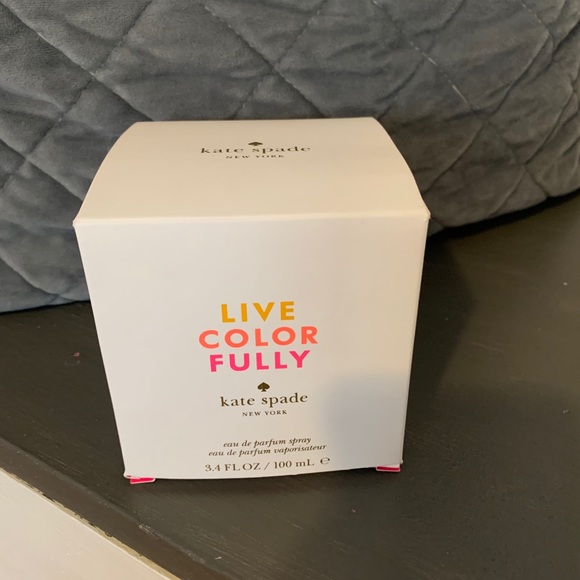 kate spade
NEW YORK
LIVE
COLOR
FULLY
kate spade
NEW YORK
eau de parfum spray
eau de parfum vaporisateur
3.4 FL OZ / 100 mL ℮